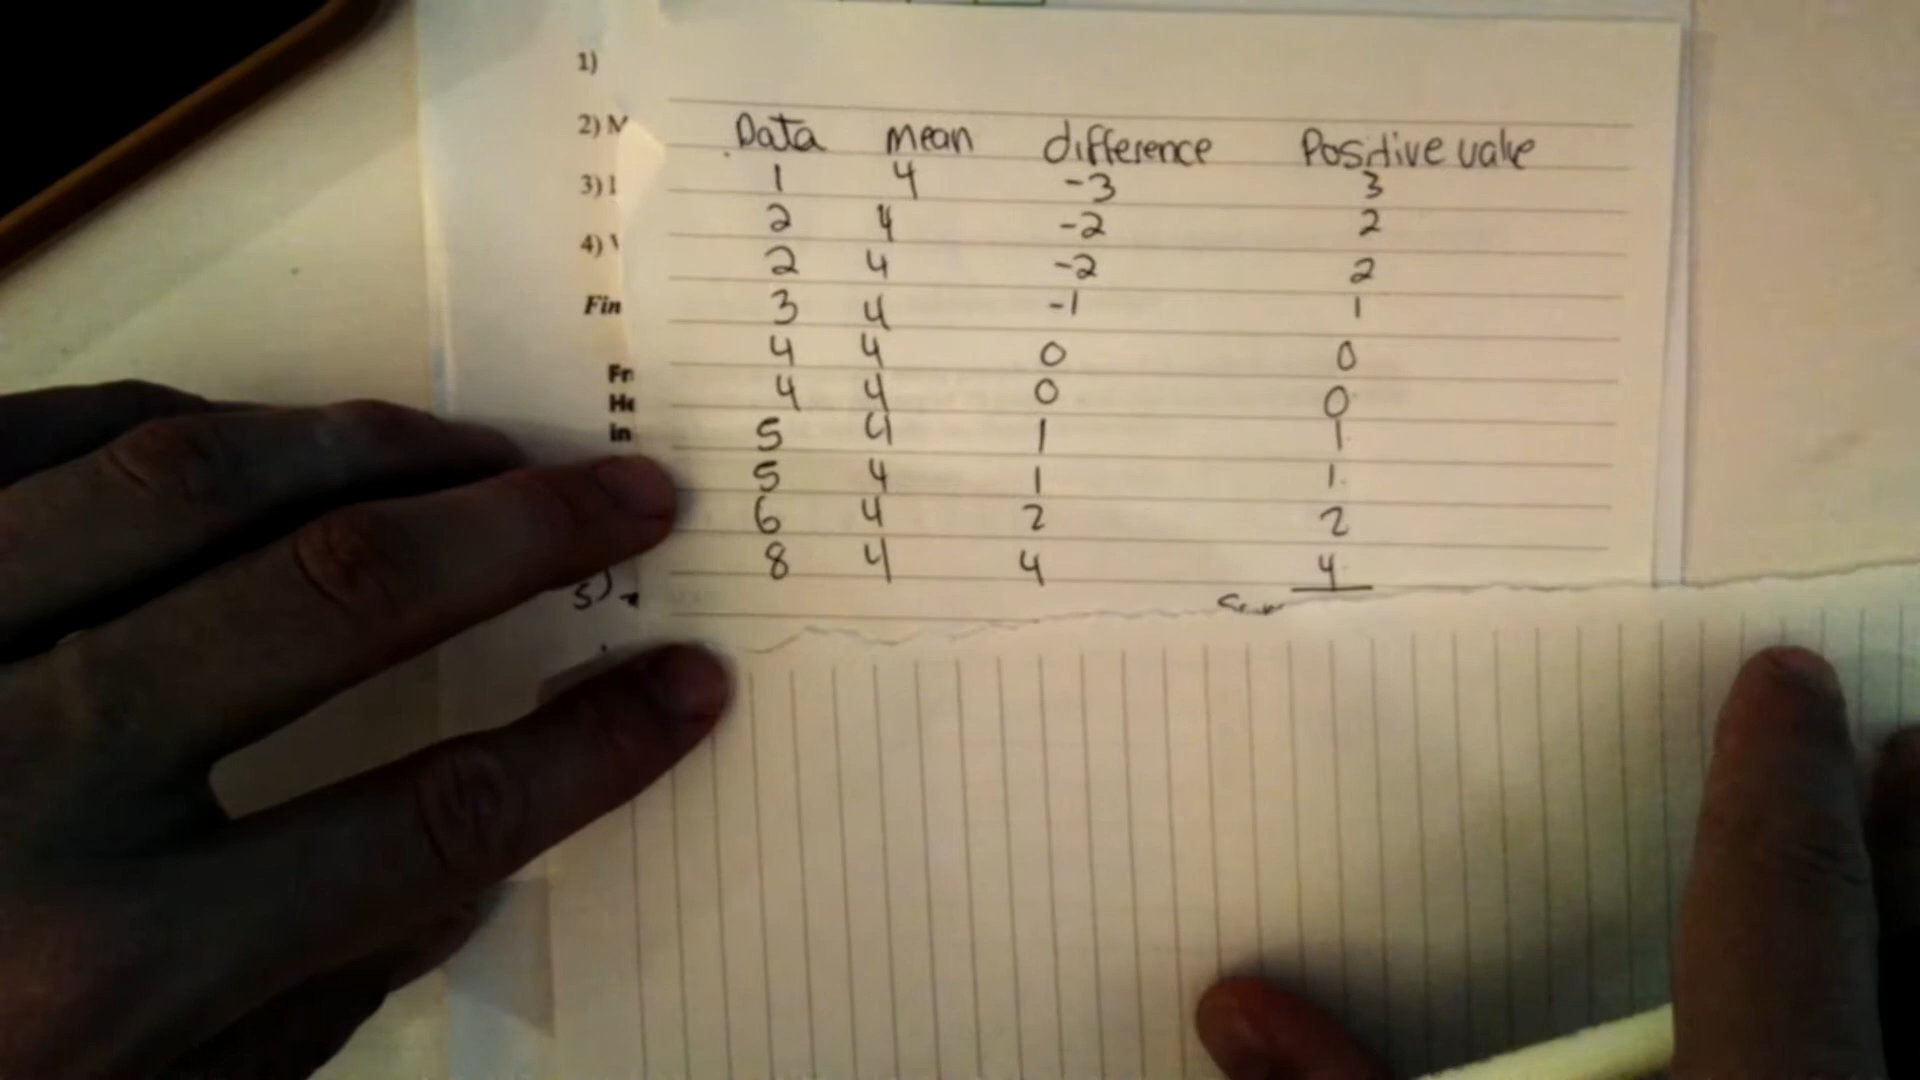 1)
2) M
3) I
4)
Fin
Fr
He
in
Data mean difference Positive value
1 4 -3 3
2 4 -2 2
2 4 -2 2
3 4 -1 1
4 4 0 0
4 4 0 0
5 4 1 1
5 4 1 1
6 4 2 2
8 4 4 4
5)